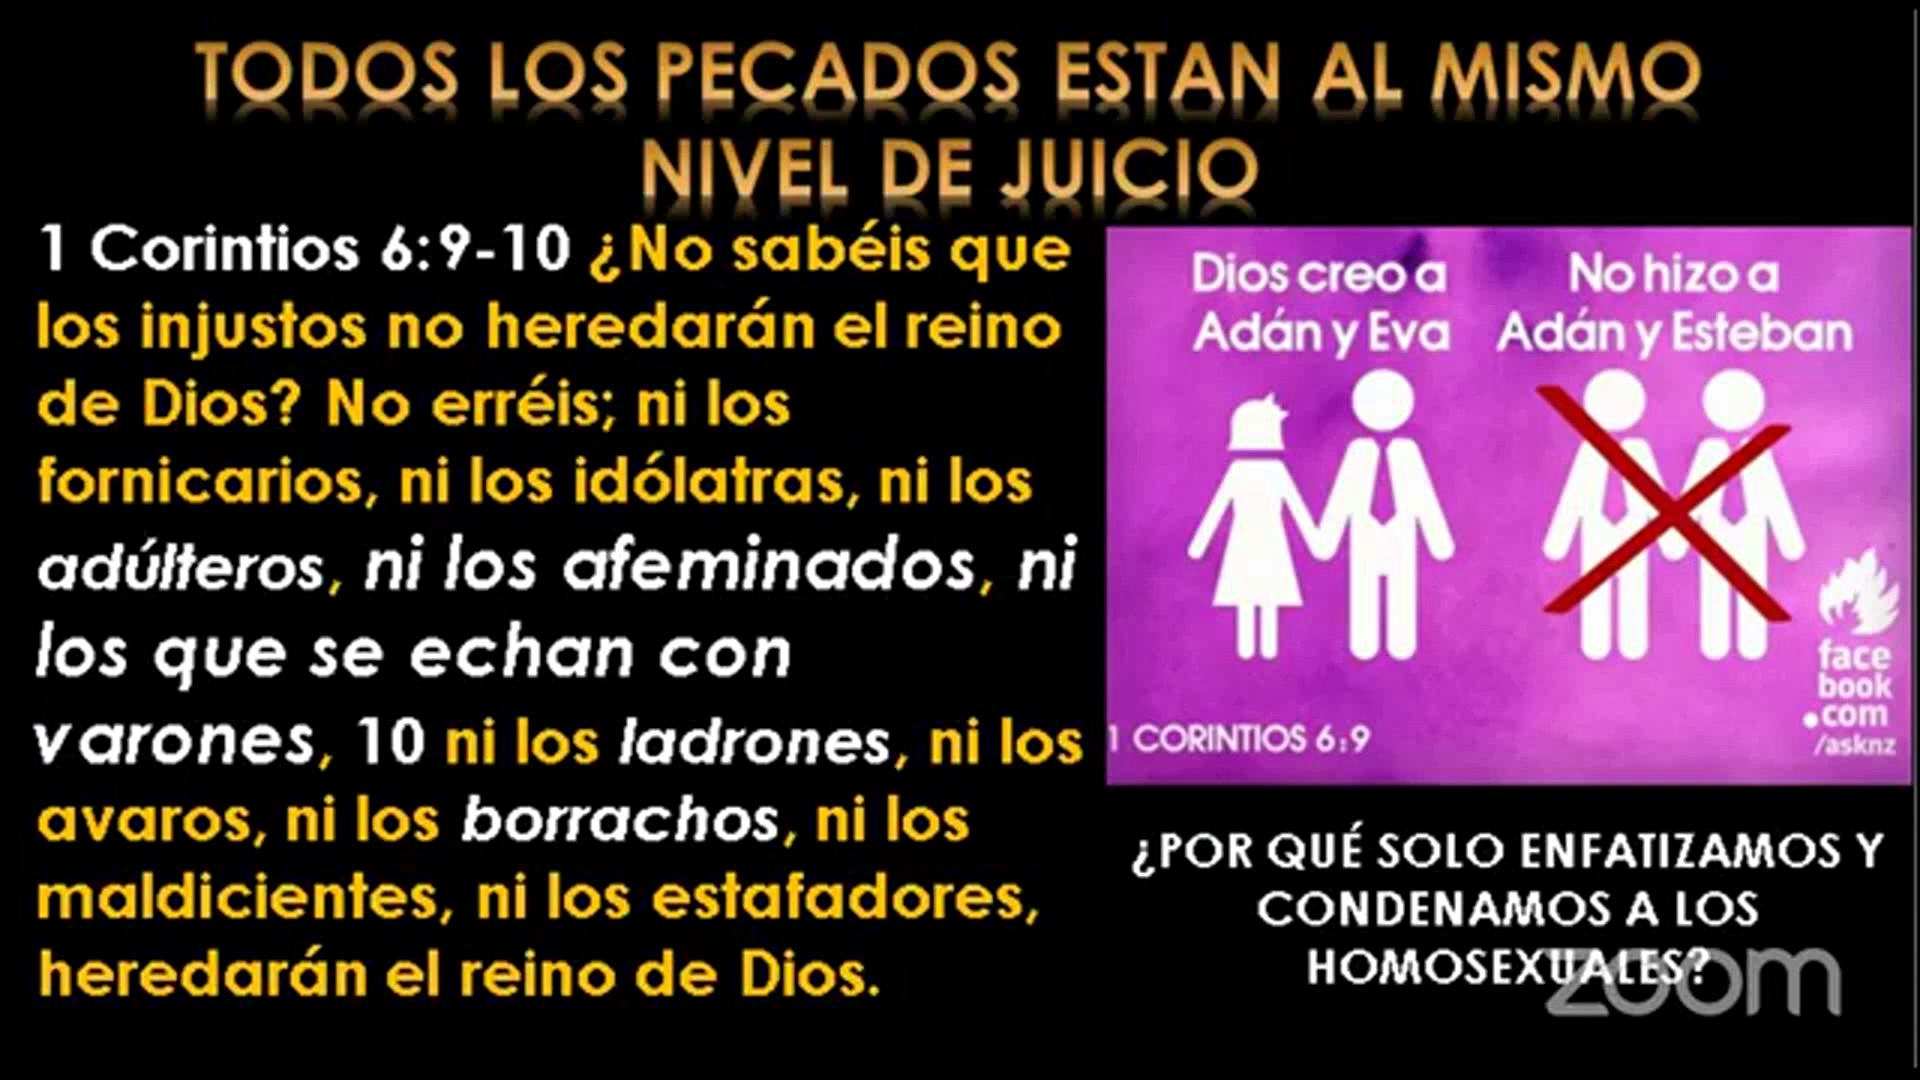 TODOS LOS PECADOS ESTAN AL MISMO
NIVEL DE JUICIO
1 Corintios 6:9-10 ¿No sabéis que
los injustos no heredarán el reino
de Dios? No erréis; ni los
fornicarios, ni los idólatras, ni los
adúlteros, ni los afeminados, ni
los que se echan con
varones, 10 ni los ladrones, ni los
avaros, ni los borrachos, ni los
maldicientes, ni los estafadores,
heredarán el reino de Dios.
Dios creo a
Adán y Eva
No hizo a
Adán y Esteban
face
book
.com
/asknz
1 CORINTIOS 6:9
¿POR QUÉ SOLO ENFATIZAMOS Y
CONDENAMOS A LOS
HOMOSEXUALES?
zoom